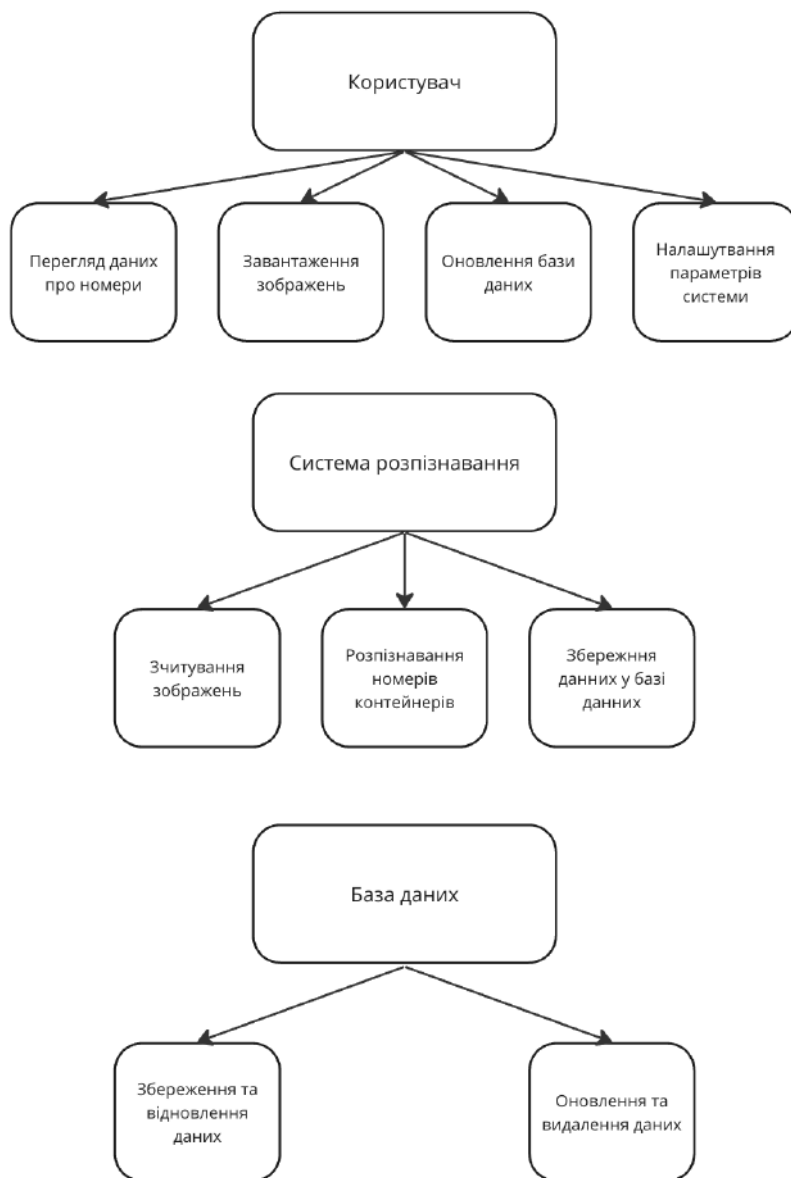 Користувач
Перегляд даних
про номери
Завантаження
зображень
Оновлення бази
даних
Налашутвання
параметрів
системи
Система розпізнавання
Зчитування
зображень
Розпізнавання
номерів
контейнерів
Збережння
данних у базі
данних
База даних
Збереження та
відновлення
даних
Оновлення та
видалення даних